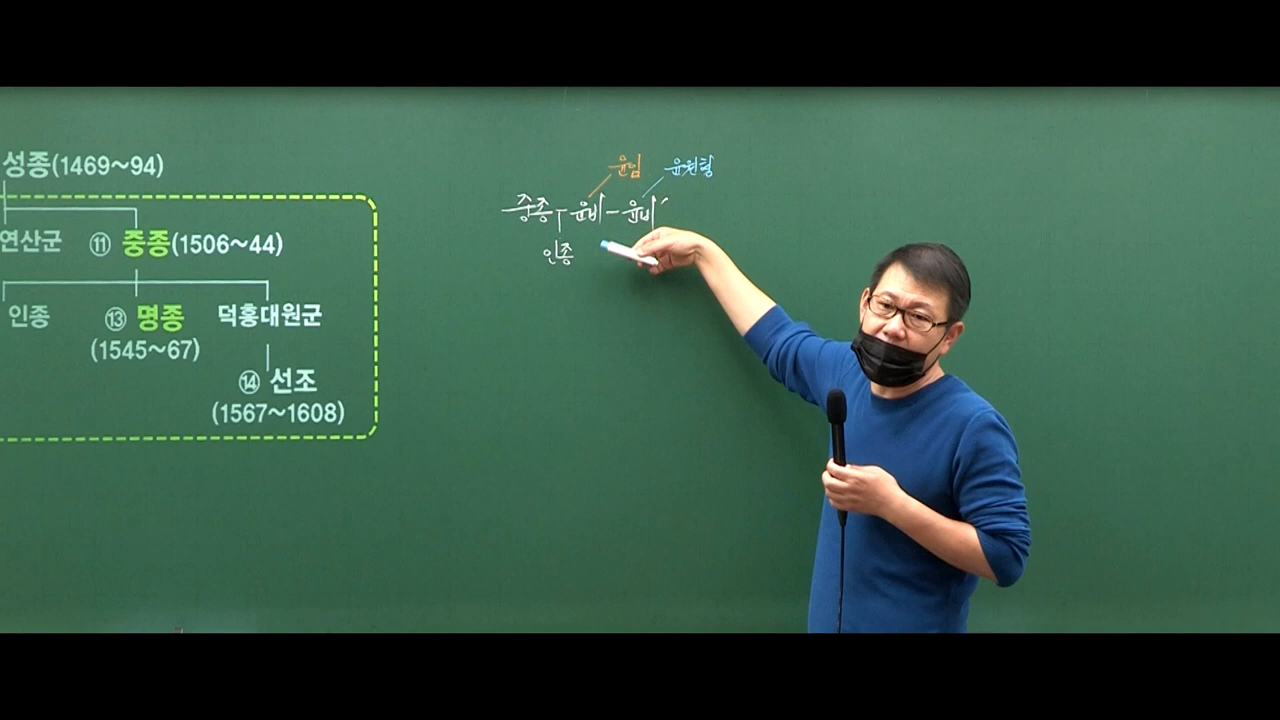 성종(1469~94)
연산군 ⑪ 중종(1506~44)
인종 ⑬ 명종 덕흥대원군
(1545~67)
⑭ 선조
(1567~1608)
윤임 윤원형
중종 - 윤비 - 윤비′
인종